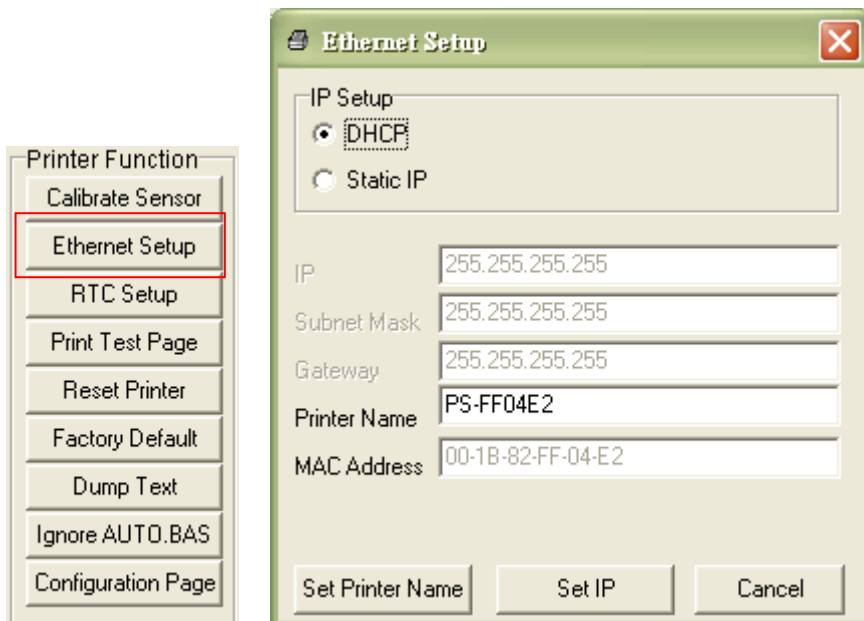 Printer Function
Calibrate Sensor
Ethernet Setup
RTC Setup
Print Test Page
Reset Printer
Factory Default
Dump Text
Ignore AUTO.BAS
Configuration Page
Ethernet Setup
IP Setup
DHCP
Static IP
IP 255.255.255.255
Subnet Mask 255.255.255.255
Gateway 255.255.255.255
Printer Name PS-FF04E2
MAC Address 00-1B-82-FF-04-E2
Set Printer Name Set IP Cancel